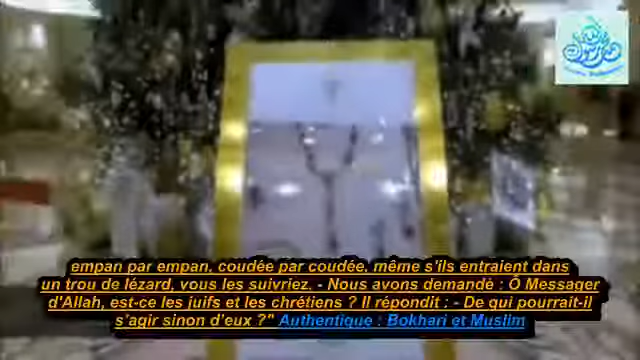 empan par empan, coudée par coudée, même s'ils entraient dans
un trou de lézard, vous les suivriez. - Nous avons demandé : Ô Messager
d'Allah, est-ce les juifs et les chrétiens ? Il répondit : - De qui pourrait-il
s'agir sinon d'eux ?" Authentique : Bokhari et Muslim